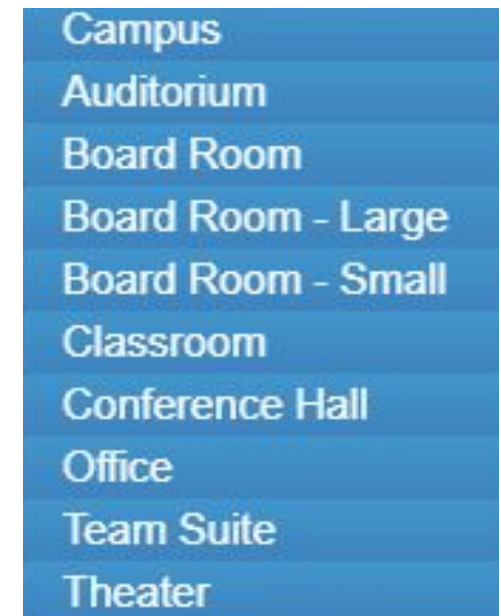 Campus
Auditorium
Board Room
Board Room - Large
Board Room - Small
Classroom
Conference Hall
Office
Team Suite
Theater